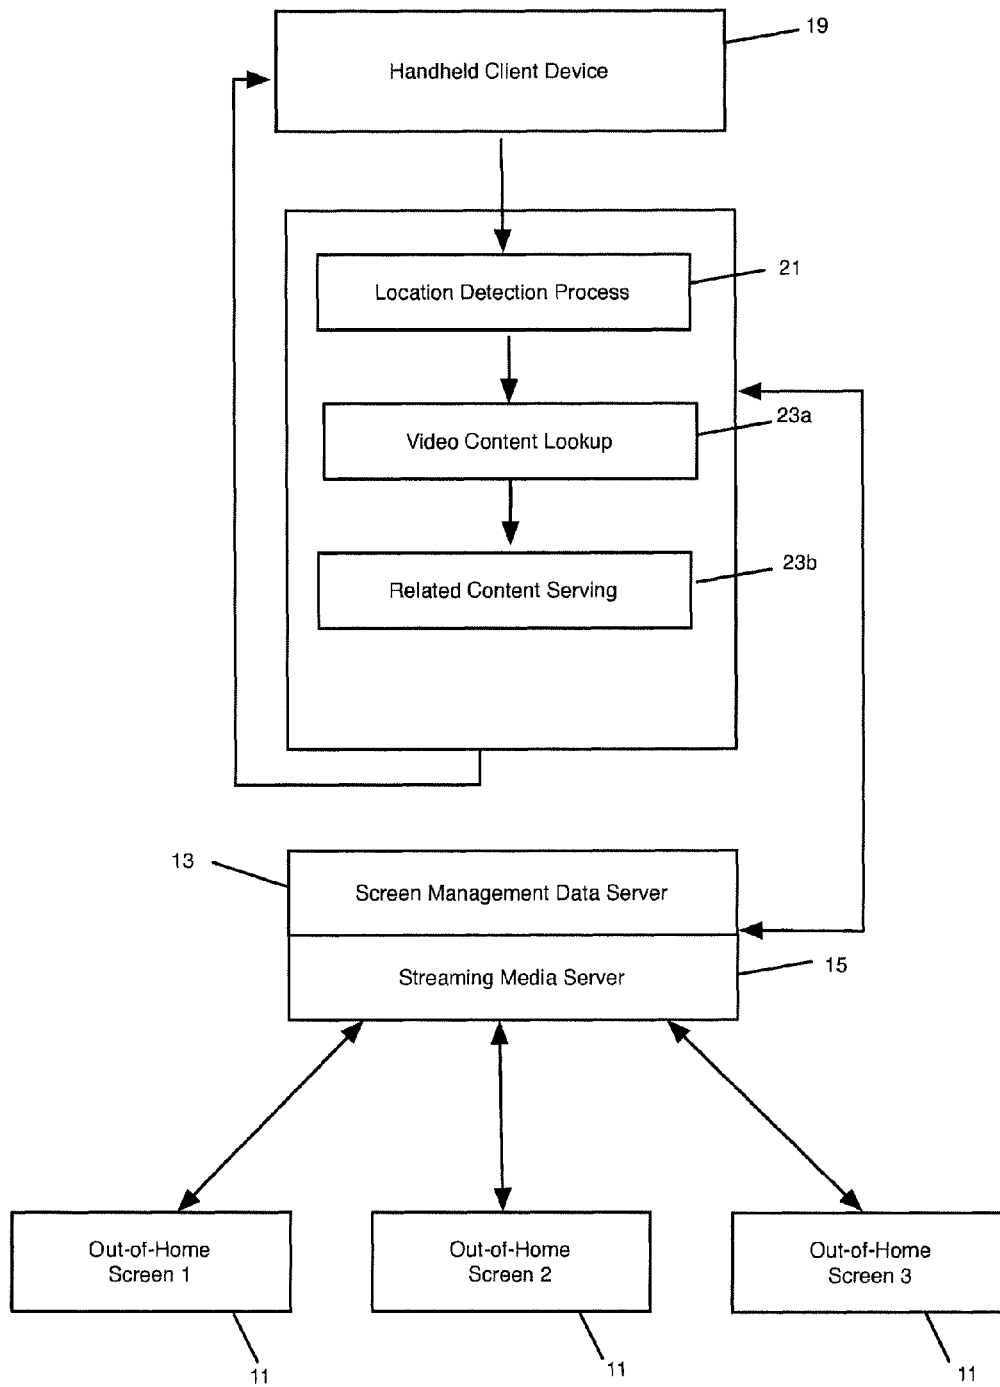 19
Handheld Client Device
21
Location Detection Process
23a
Video Content Lookup
23b
Related Content Serving
13
Screen Management Data Server
15
Streaming Media Server
Out-of-Home
Screen 1
Out-of-Home
Screen 2
Out-of-Home
Screen 3
11
11
11